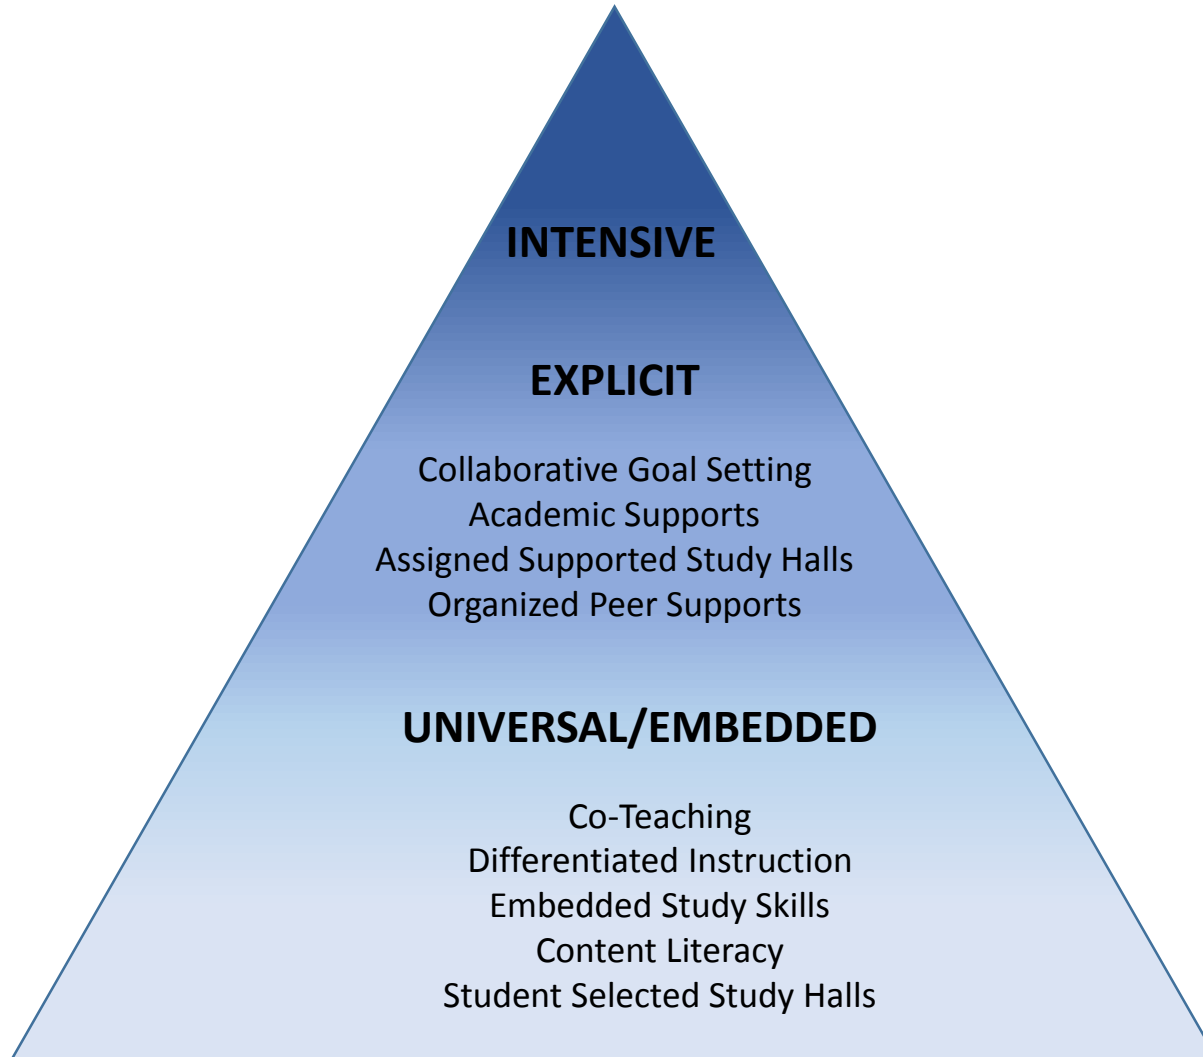 INTENSIVE
EXPLICIT
Collaborative Goal Setting
Academic Supports
Assigned Supported Study Halls
Organized Peer Supports
UNIVERSAL/EMBEDDED
Co-Teaching
Differentiated Instruction
Embedded Study Skills
Content Literacy
Student Selected Study Halls